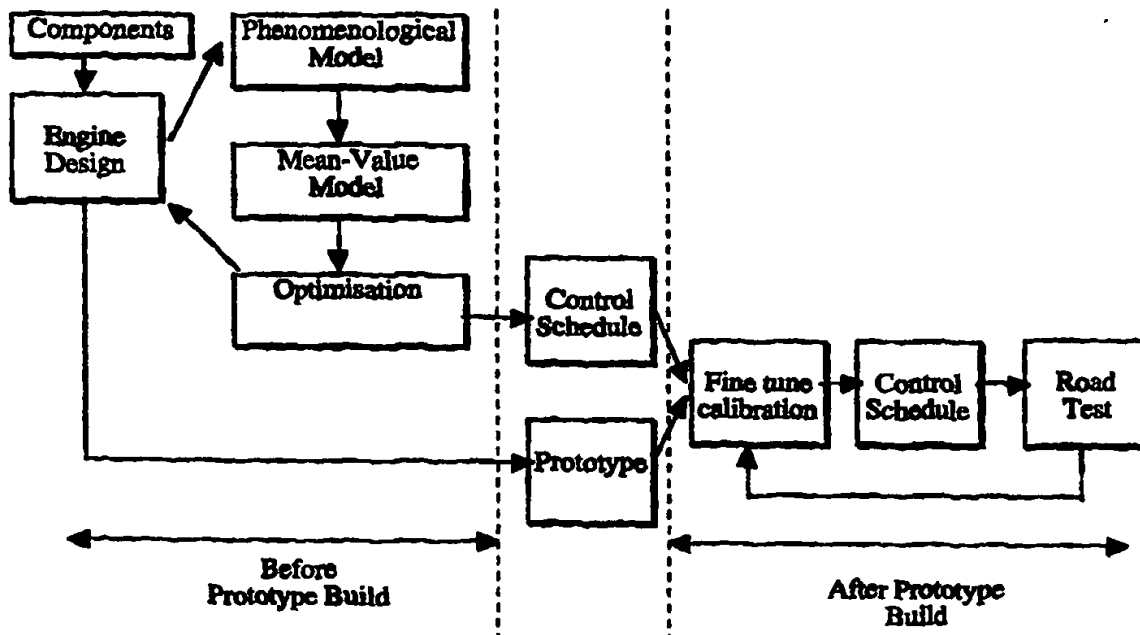 Components
Engine
Design
Phenomenological
Model
Mean-Value
Model
Optimisation
Control
Schedule
Prototype
Fine tune
calibration
Control
Schedule
Road
Test
Before
Prototype Build
After Prototype
Build